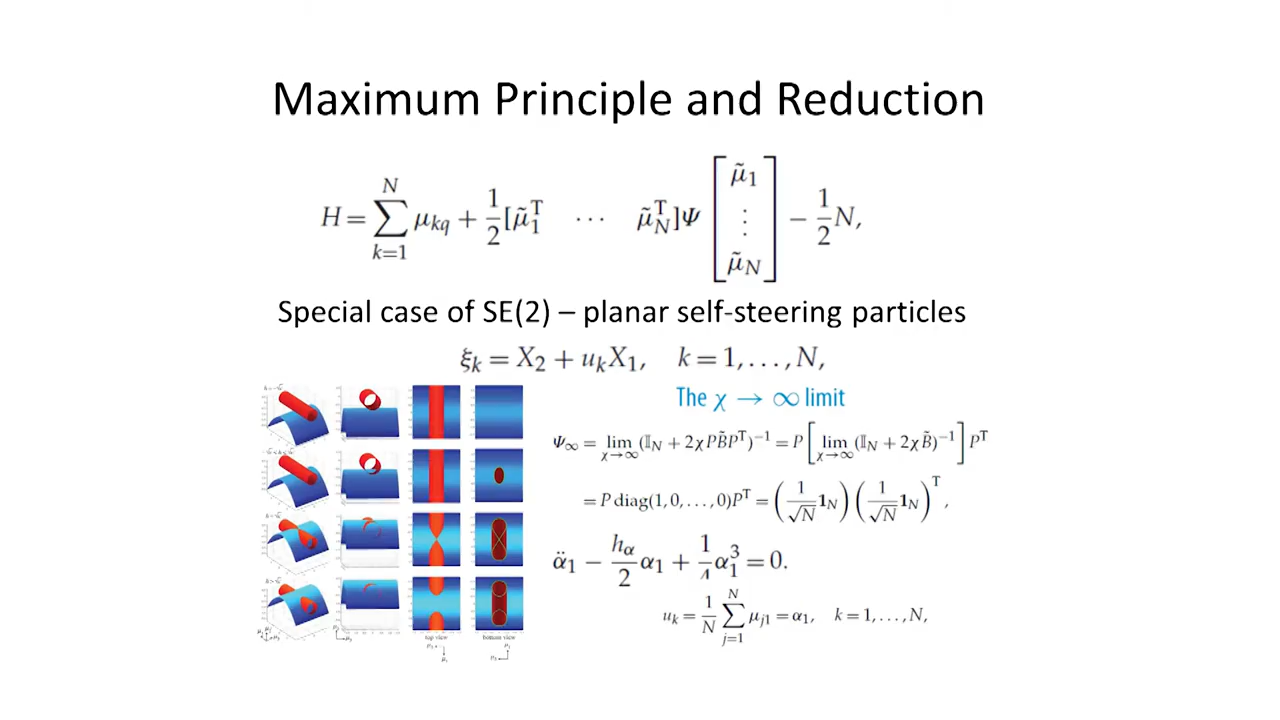 Maximum Principle and Reduction
H = ∑_{k=1}^{N} μ_{kq} + 1/2 [μ̃_1^T ⋯ μ̃_N^T] Ψ [μ̃_1 ⋮ μ̃_N] − 1/2 N,
Special case of SE(2) – planar self-steering particles
ξ_k = X_2 + u_k X_1, k = 1, . . . , N,
The χ → ∞ limit
Ψ_∞ = lim_{χ→∞} (𝕀_N + 2χPB̃P^T)^{−1} = P [lim_{χ→∞} (𝕀_N + 2χB̃)^{−1}] P^T
= P diag(1, 0, . . . , 0)P^T = (1/√N 1_N) (1/√N 1_N)^T ,
α̈_1 − h_α/2 α_1 + 1/4 α_1^3 = 0.
u_k = 1/N ∑_{j=1}^{N} μ_{j1} = α_1, k = 1, . . . , N,
top view bottom view